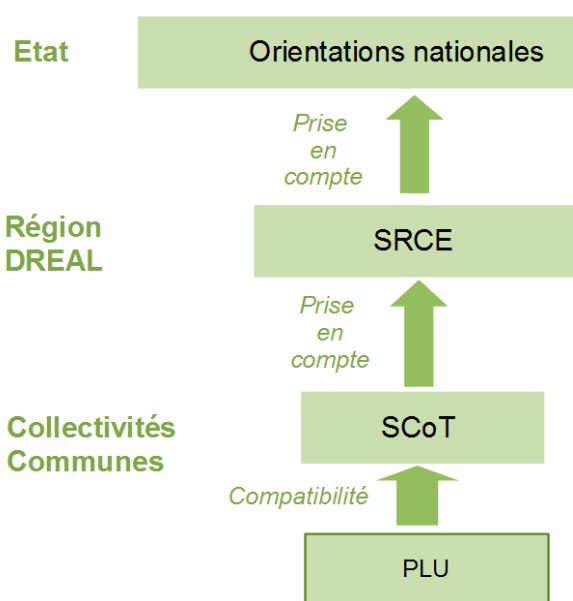 Etat
Orientations nationales
Prise
en
compte
Région
DREAL
SRCE
Prise
en
compte
Collectivités
Communes
SCoT
Compatibilité
PLU